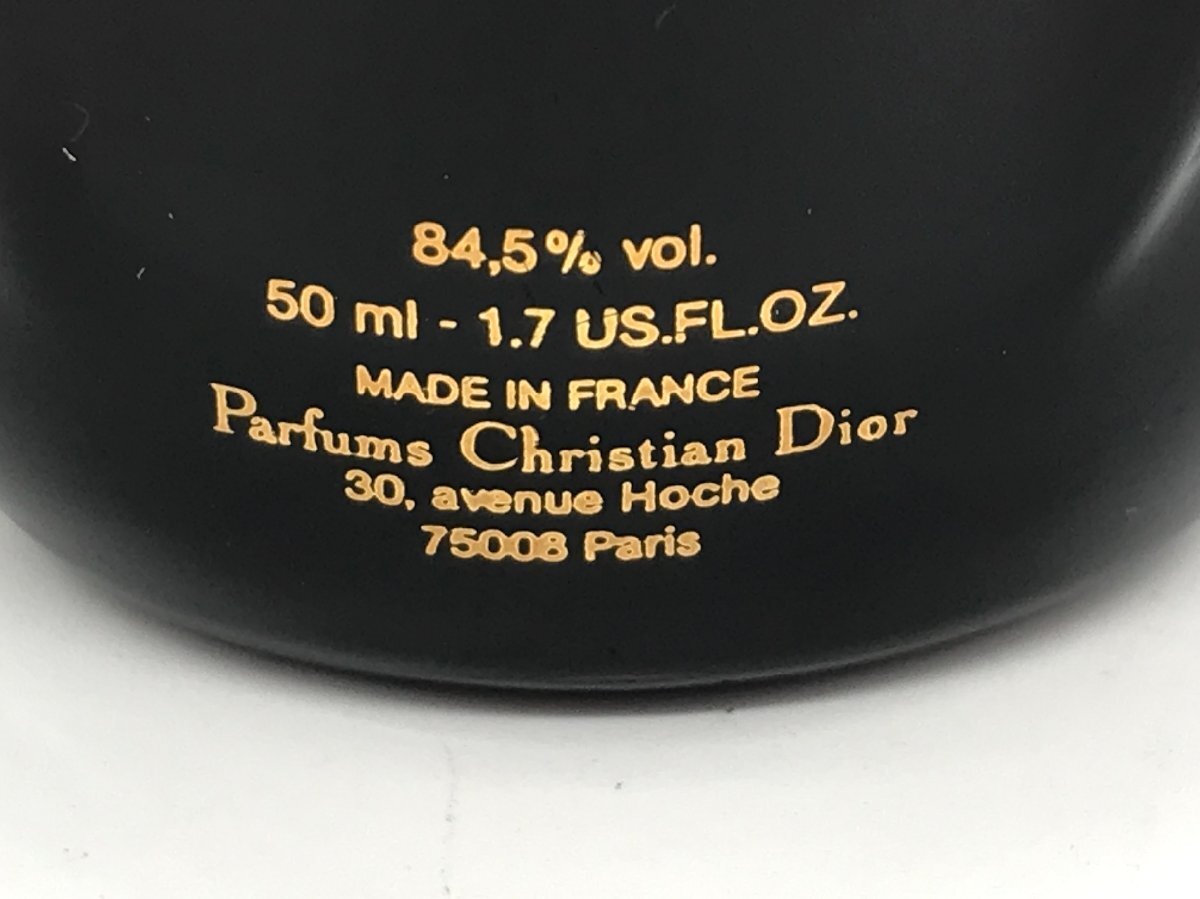 84,5% vol.
50 ml - 1.7 US.FL.OZ.
MADE IN FRANCE
Parfums Christian Dior
30, avenue Hoche
75008 Paris